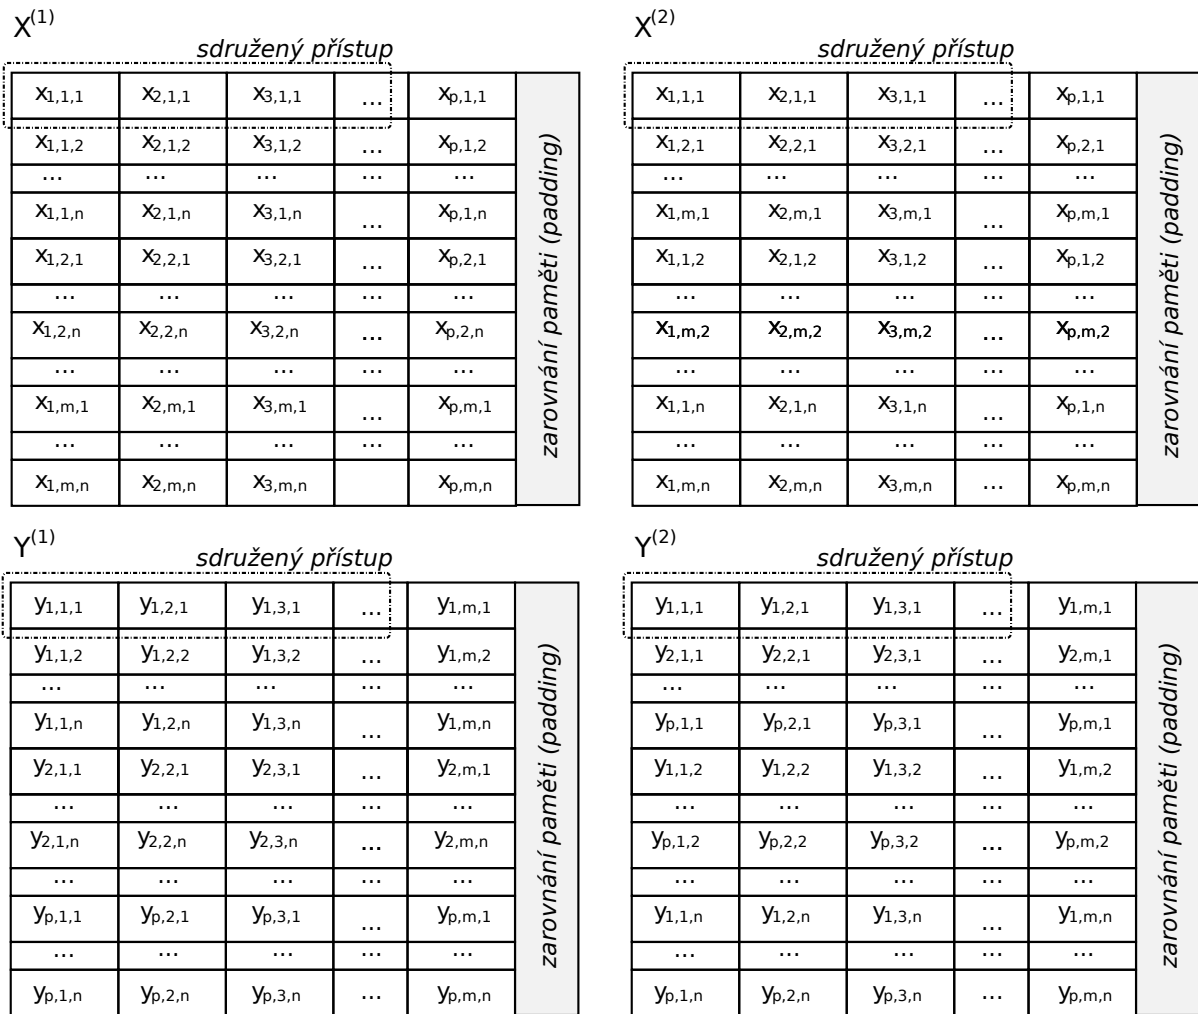 X(1)
sdružený přístup
x1,1,1 x2,1,1 x3,1,1 ... xp,1,1
x1,1,2 x2,1,2 x3,1,2 ... xp,1,2
... ... ... ... ...
x1,1,n x2,1,n x3,1,n ... xp,1,n
x1,2,1 x2,2,1 x3,2,1 ... xp,2,1
... ... ... ... ...
x1,2,n x2,2,n x3,2,n ... xp,2,n
... ... ... ... ...
x1,m,1 x2,m,1 x3,m,1 ... xp,m,1
... ... ... ... ...
x1,m,n x2,m,n x3,m,n xp,m,n
zarovnání paměti (padding)
X(2)
sdružený přístup
x1,1,1 x2,1,1 x3,1,1 ... xp,1,1
x1,2,1 x2,2,1 x3,2,1 ... xp,2,1
... ... ... ... ...
x1,m,1 x2,m,1 x3,m,1 ... xp,m,1
x1,1,2 x2,1,2 x3,1,2 ... xp,1,2
... ... ... ... ...
x1,m,2 x2,m,2 x3,m,2 ... xp,m,2
... ... ... ... ...
x1,1,n x2,1,n x3,1,n ... xp,1,n
... ... ... ... ...
x1,m,n x2,m,n x3,m,n ... xp,m,n
zarovnání paměti (padding)
Y(1)
sdružený přístup
y1,1,1 y1,2,1 y1,3,1 ... y1,m,1
y1,1,2 y1,2,2 y1,3,2 ... y1,m,2
... ... ... ... ...
y1,1,n y1,2,n y1,3,n ... y1,m,n
y2,1,1 y2,2,1 y2,3,1 ... y2,m,1
... ... ... ... ...
y2,1,n y2,2,n y2,3,n ... y2,m,n
... ... ... ... ...
yp,1,1 yp,2,1 yp,3,1 ... yp,m,1
... ... ... ... ...
yp,1,n yp,2,n yp,3,n ... yp,m,n
zarovnání paměti (padding)
Y(2)
sdružený přístup
y1,1,1 y1,2,1 y1,3,1 ... y1,m,1
y2,1,1 y2,2,1 y2,3,1 ... y2,m,1
... ... ... ... ...
yp,1,1 yp,2,1 yp,3,1 ... yp,m,1
y1,1,2 y1,2,2 y1,3,2 ... y1,m,2
... ... ... ... ...
yp,1,2 yp,2,2 yp,3,2 ... yp,m,2
... ... ... ... ...
y1,1,n y1,2,n y1,3,n ... y1,m,n
... ... ... ... ...
yp,1,n yp,2,n yp,3,n ... yp,m,n
zarovnání paměti (padding)